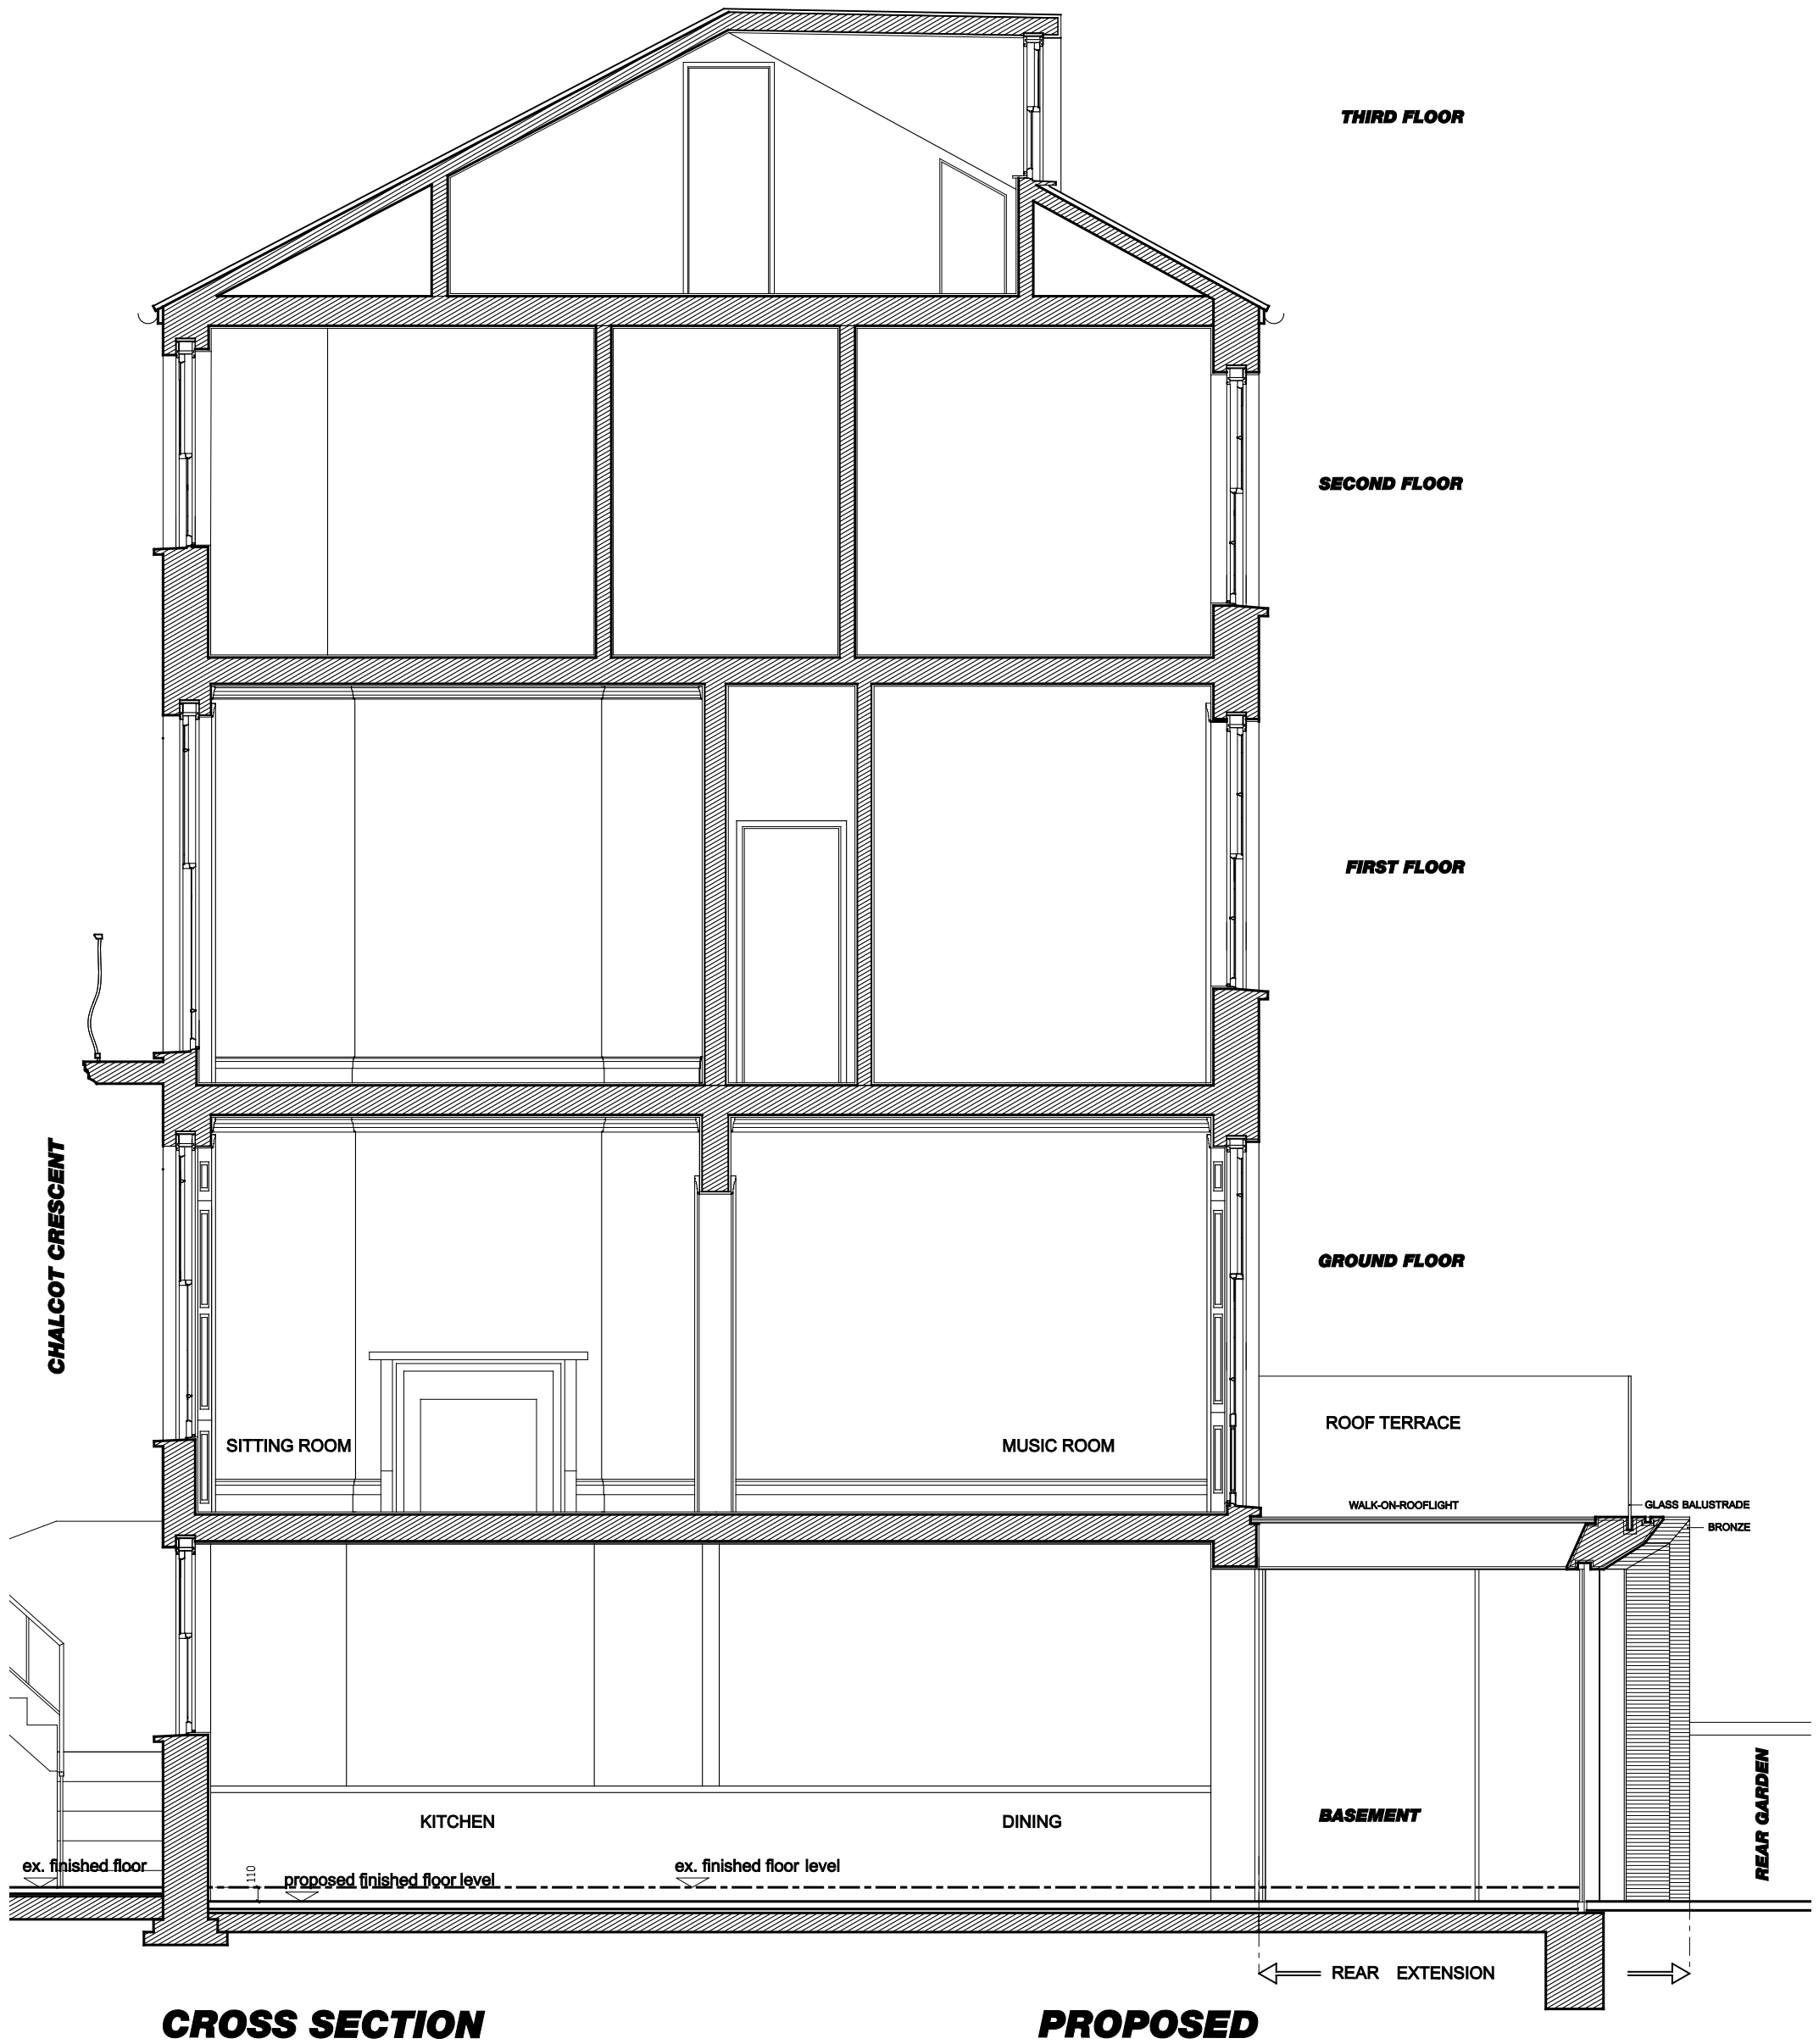 THIRD FLOOR
SECOND FLOOR
FIRST FLOOR
CHALCOT CRESCENT
GROUND FLOOR
SITTING ROOM
MUSIC ROOM
ROOF TERRACE
WALK-ON-ROOFLIGHT
GLASS BALUSTRADE
BRONZE
KITCHEN
DINING
BASEMENT
REAR GARDEN
ex. finished floor
110
proposed finished floor level
ex. finished floor level
REAR EXTENSION
CROSS SECTION
PROPOSED